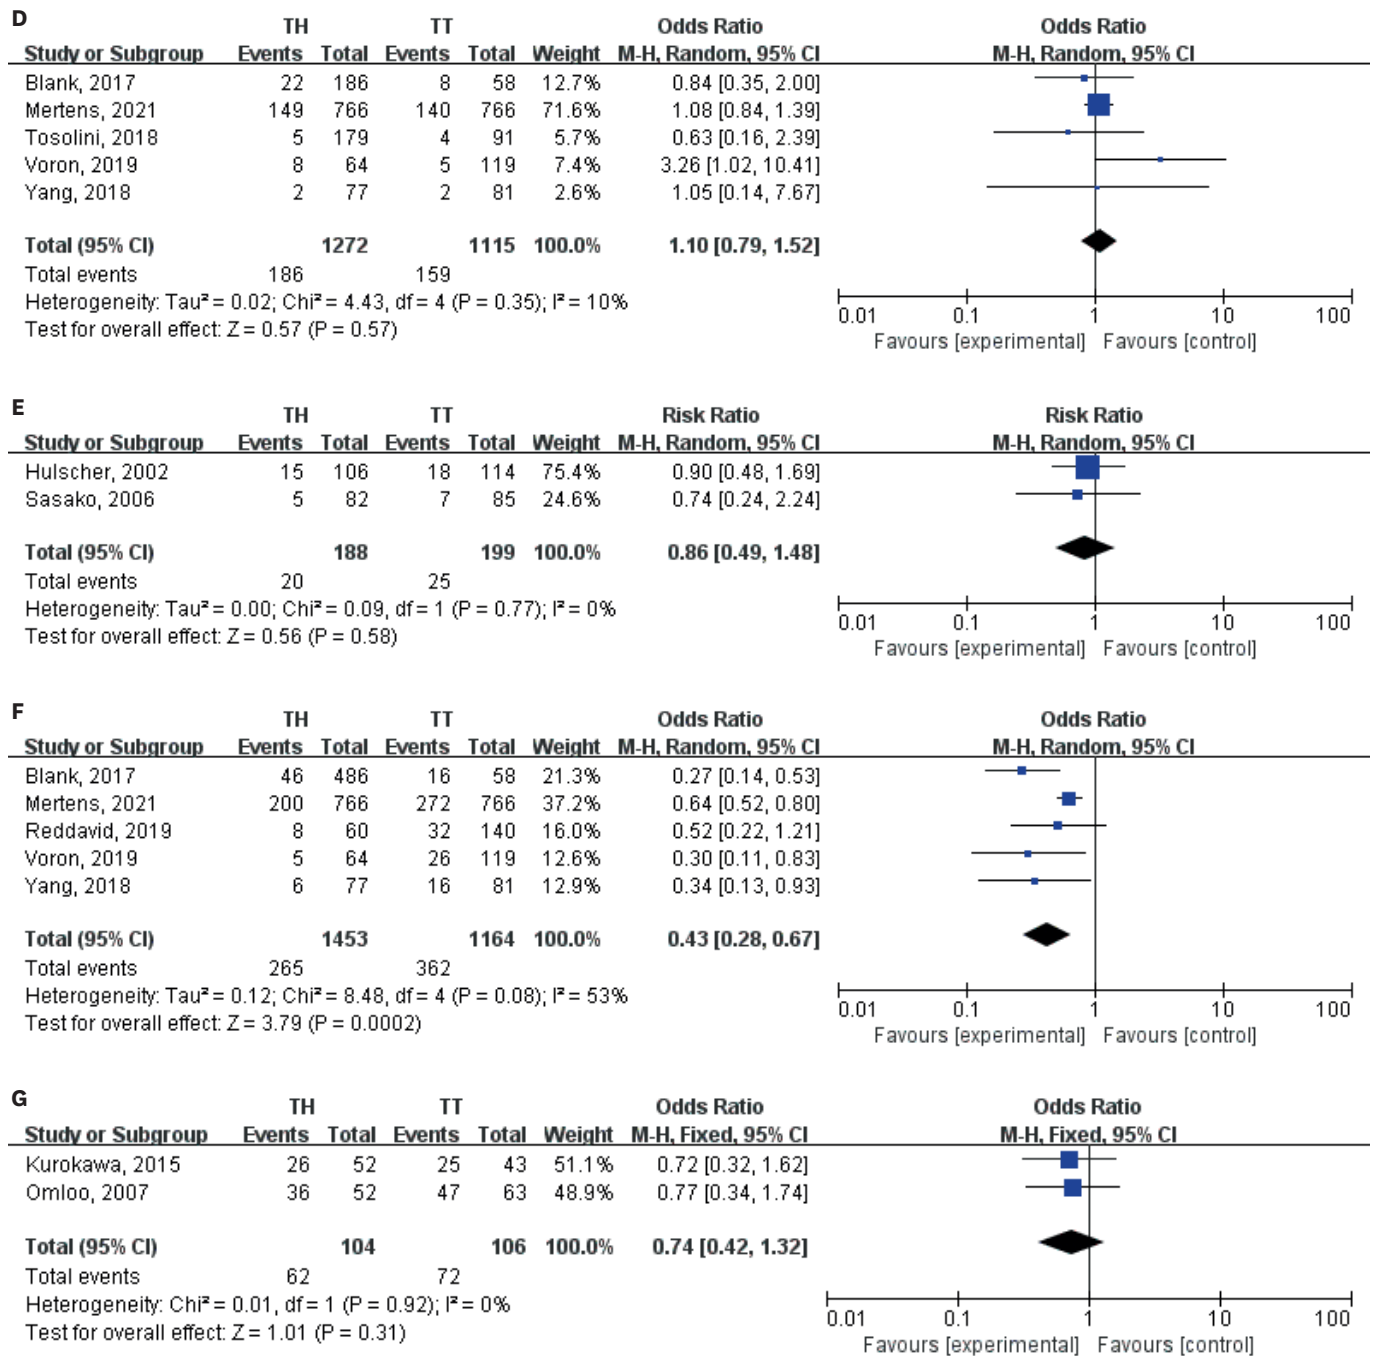 D
TH TT Odds Ratio Odds Ratio
Study or Subgroup Events Total Events Total Weight M-H, Random, 95% CI M-H, Random, 95% CI
Blank, 2017 22 186 8 58 12.7% 0.84 [0.35, 2.00]
Mertens, 2021 149 766 140 766 71.6% 1.08 [0.84, 1.39]
Tosolini, 2018 5 179 4 91 5.7% 0.63 [0.16, 2.39]
Voron, 2019 8 64 5 119 7.4% 3.26 [1.02, 10.41]
Yang, 2018 2 77 2 81 2.6% 1.05 [0.14, 7.67]
Total (95% CI) 1272 1115 100.0% 1.10 [0.79, 1.52]
Total events 186 159
Heterogeneity: Tau² = 0.02; Chi² = 4.43, df = 4 (P = 0.35); I² = 10%
Test for overall effect: Z = 0.57 (P = 0.57)
0.01 0.1 1 10 100
Favours [experimental] Favours [control]
E
TH TT Risk Ratio Risk Ratio
Study or Subgroup Events Total Events Total Weight M-H, Random, 95% CI M-H, Random, 95% CI
Hulscher, 2002 15 106 18 114 75.4% 0.90 [0.48, 1.69]
Sasako, 2006 5 82 7 85 24.6% 0.74 [0.24, 2.24]
Total (95% CI) 188 199 100.0% 0.86 [0.49, 1.48]
Total events 20 25
Heterogeneity: Tau² = 0.00; Chi² = 0.09, df = 1 (P = 0.77); I² = 0%
Test for overall effect: Z = 0.56 (P = 0.58)
0.01 0.1 1 10 100
Favours [experimental] Favours [control]
F
TH TT Odds Ratio Odds Ratio
Study or Subgroup Events Total Events Total Weight M-H, Random, 95% CI M-H, Random, 95% CI
Blank, 2017 46 486 16 58 21.3% 0.27 [0.14, 0.53]
Mertens, 2021 200 766 272 766 37.2% 0.64 [0.52, 0.80]
Reddavid, 2019 8 60 32 140 16.0% 0.52 [0.22, 1.21]
Voron, 2019 5 64 26 119 12.6% 0.30 [0.11, 0.83]
Yang, 2018 6 77 16 81 12.9% 0.34 [0.13, 0.93]
Total (95% CI) 1453 1164 100.0% 0.43 [0.28, 0.67]
Total events 265 362
Heterogeneity: Tau² = 0.12; Chi² = 8.48, df = 4 (P = 0.08); I² = 53%
Test for overall effect: Z = 3.79 (P = 0.0002)
0.01 0.1 1 10 100
Favours [experimental] Favours [control]
G
TH TT Odds Ratio Odds Ratio
Study or Subgroup Events Total Events Total Weight M-H, Fixed, 95% CI M-H, Fixed, 95% CI
Kurokawa, 2015 26 52 25 43 51.1% 0.72 [0.32, 1.62]
Omloo, 2007 36 52 47 63 48.9% 0.77 [0.34, 1.74]
Total (95% CI) 104 106 100.0% 0.74 [0.42, 1.32]
Total events 62 72
Heterogeneity: Chi² = 0.01, df = 1 (P = 0.92); I² = 0%
Test for overall effect: Z = 1.01 (P = 0.31)
0.01 0.1 1 10 100
Favours [experimental] Favours [control]